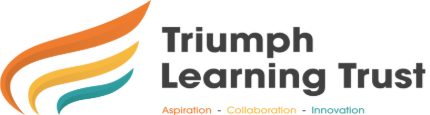 Triumph
Learning Trust
Aspiration - Collaboration - Innovation